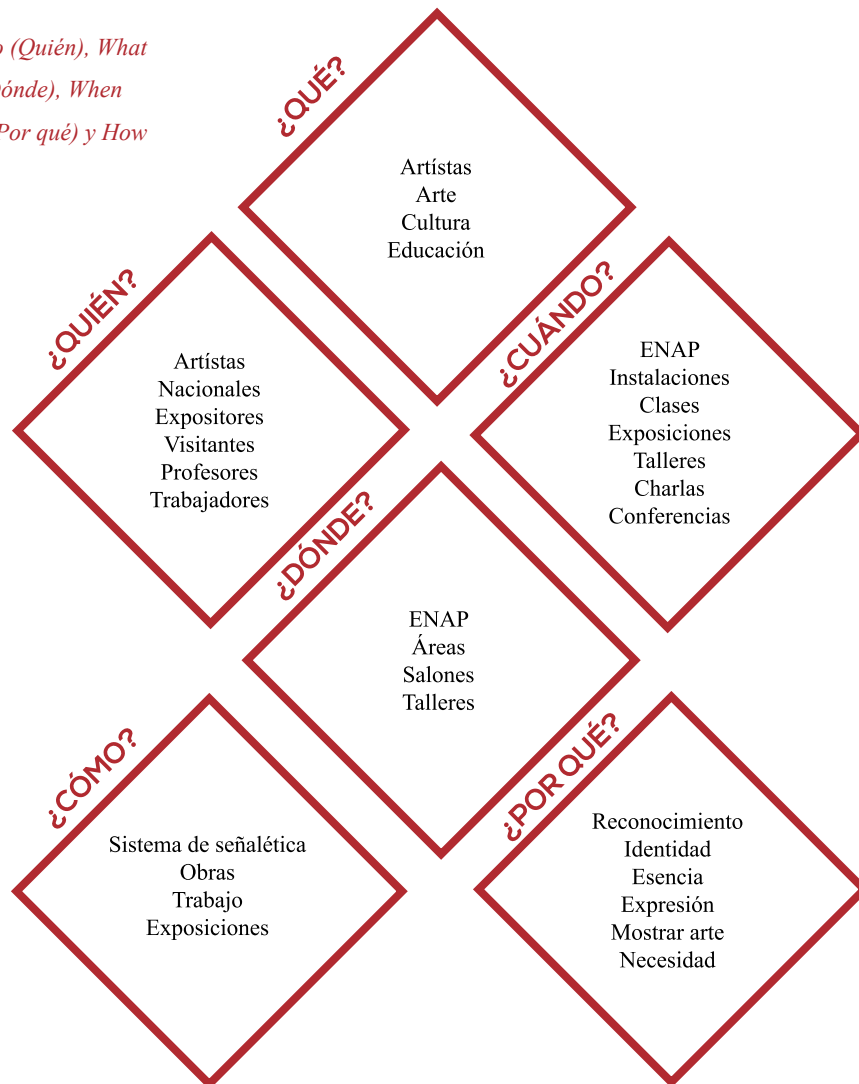 o (Quién), What
ónde), When
Por qué) y How
¿QUÉ?
Artístas
Arte
Cultura
Educación
¿QUIÉN?
Artístas
Nacionales
Expositores
Visitantes
Profesores
Trabajadores
¿CUÁNDO?
ENAP
Instalaciones
Clases
Exposiciones
Talleres
Charlas
Conferencias
¿DÓNDE?
ENAP
Áreas
Salones
Talleres
¿CÓMO?
Sistema de señalética
Obras
Trabajo
Exposiciones
¿POR QUÉ?
Reconocimiento
Identidad
Esencia
Expresión
Mostrar arte
Necesidad